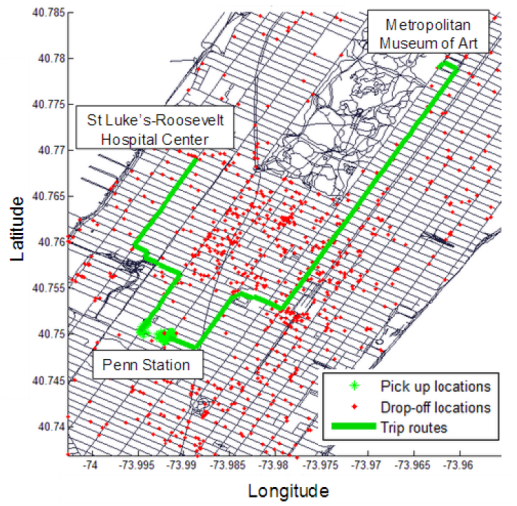 40.785
40.78
40.775
40.77
40.765
40.76
40.755
40.75
40.745
40.74
Latitude
Metropolitan
Museum of Art
St Luke's-Roosevelt
Hospital Center
Penn Station
Pick up locations
Drop-off locations
Trip routes
-74
-73.995
-73.99
-73.985
-73.98
-73.975
-73.97
-73.965
-73.96
Longitude